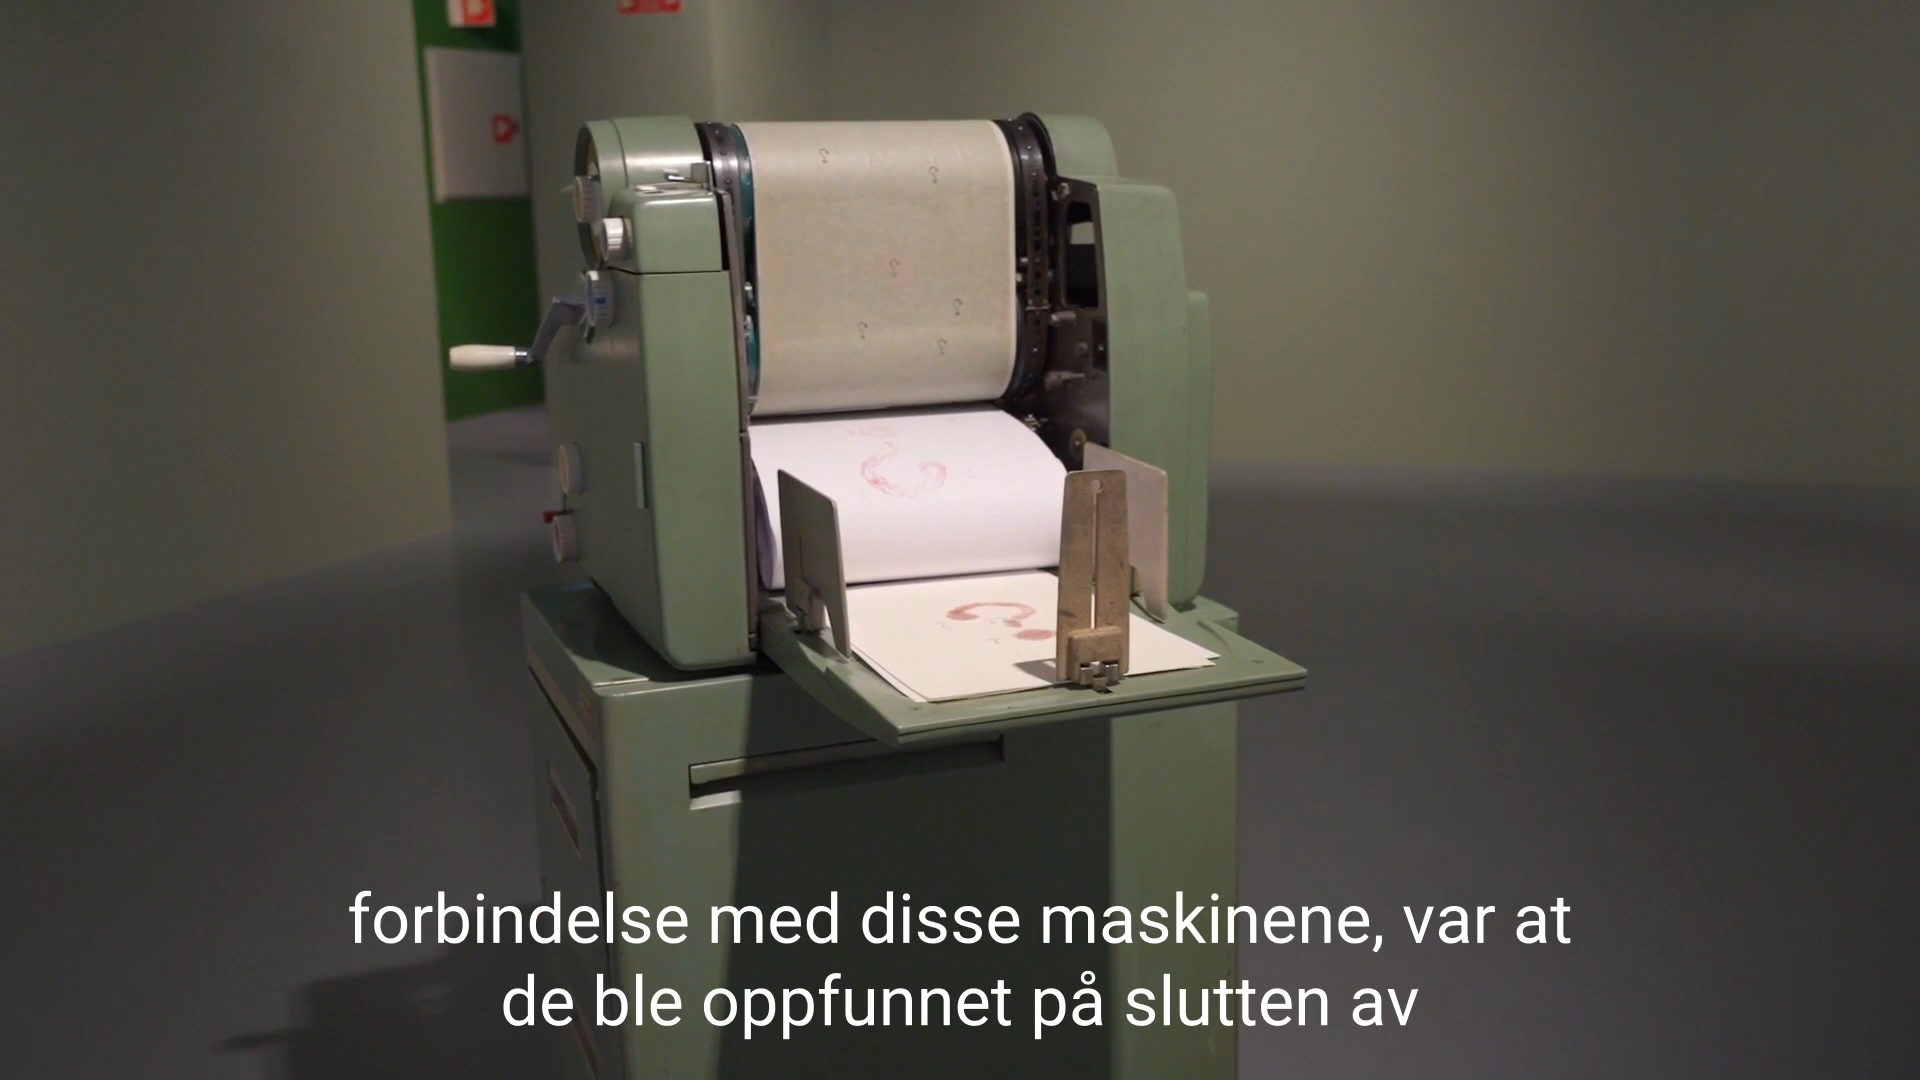 forbindelse med disse maskinene, var at
de ble oppfunnet på slutten av